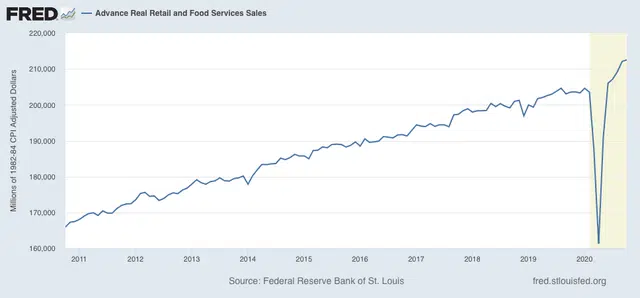 FRED Advance Real Retail and Food Services Sales
Millions of 1982-84 CPI Adjusted Dollars
220,000
210,000
200,000
190,000
180,000
170,000
160,000
2011 2012 2013 2014 2015 2016 2017 2018 2019 2020
Source: Federal Reserve Bank of St. Louis fred.stlouisfed.org